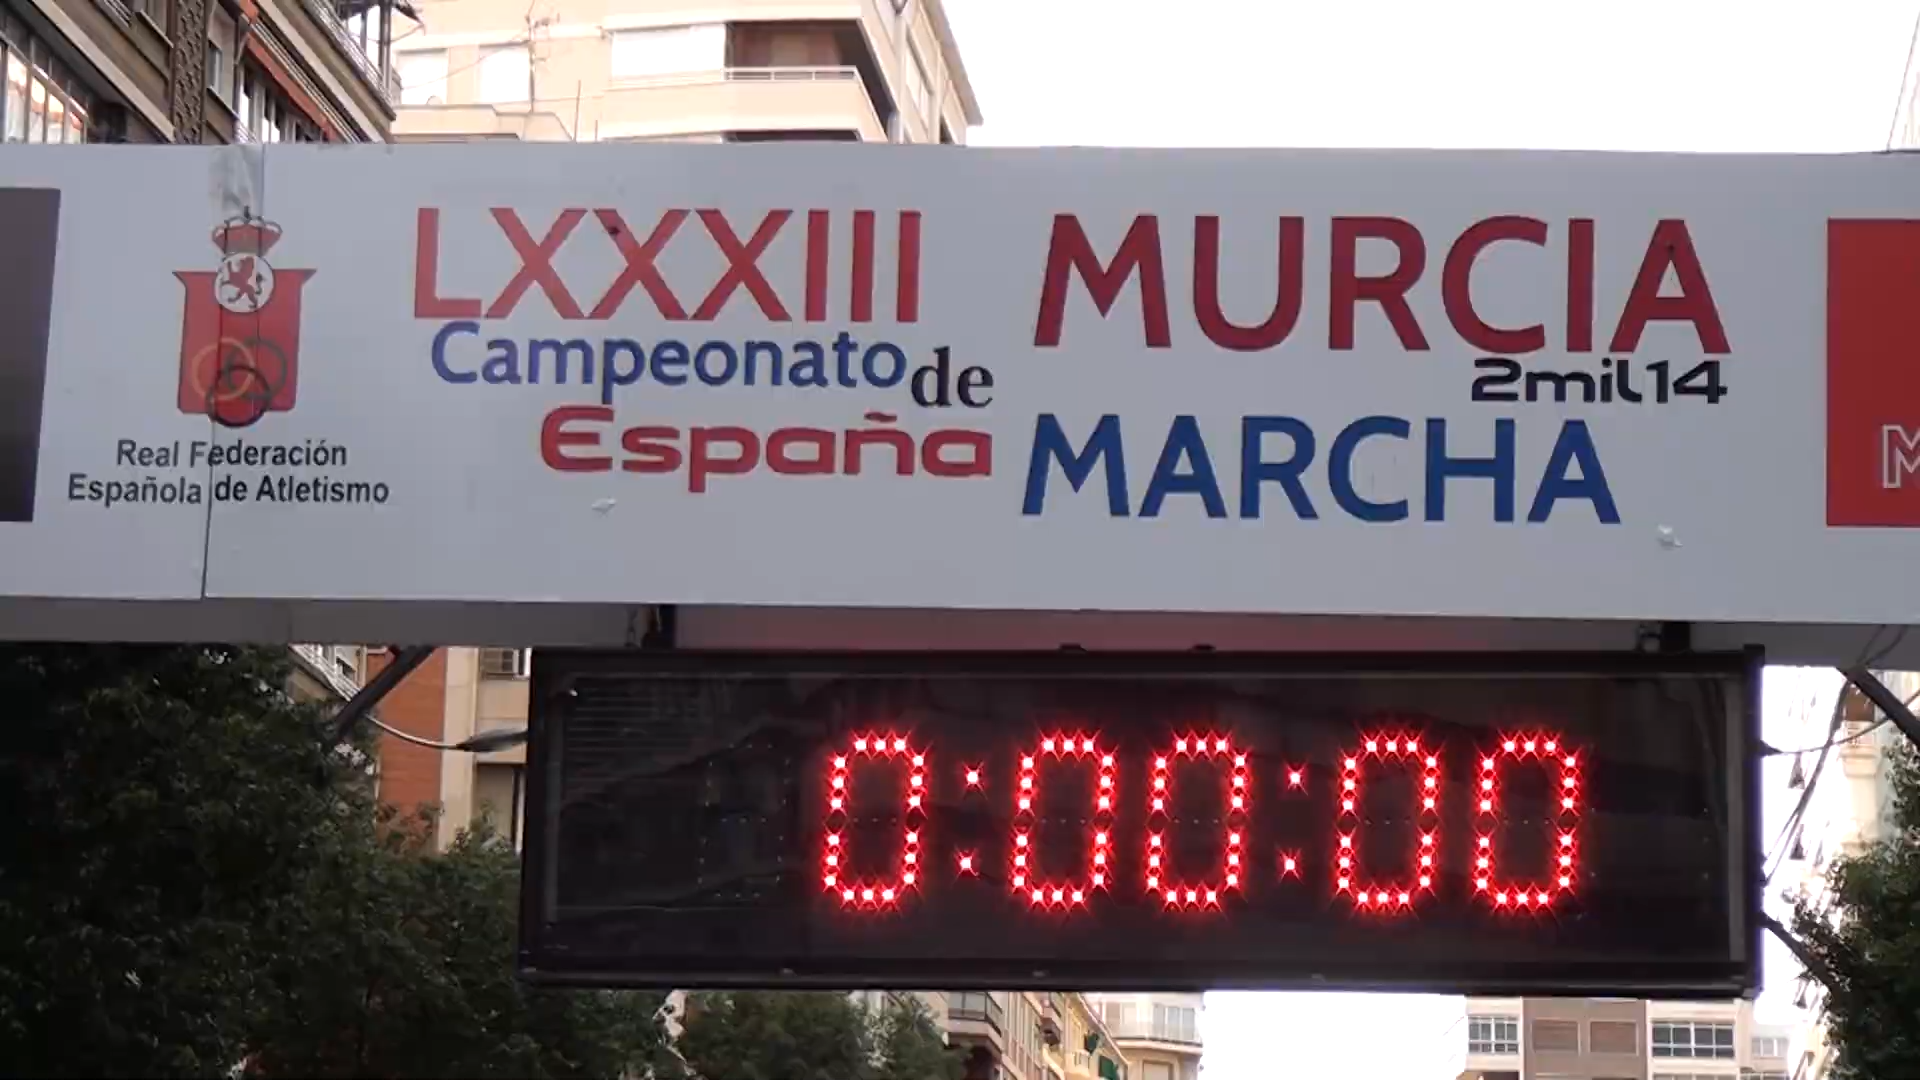 LXXXIII
Campeonato de
España
MURCIA
2mil14
MARCHA
Real Federación
Española de Atletismo
M
0:00:00